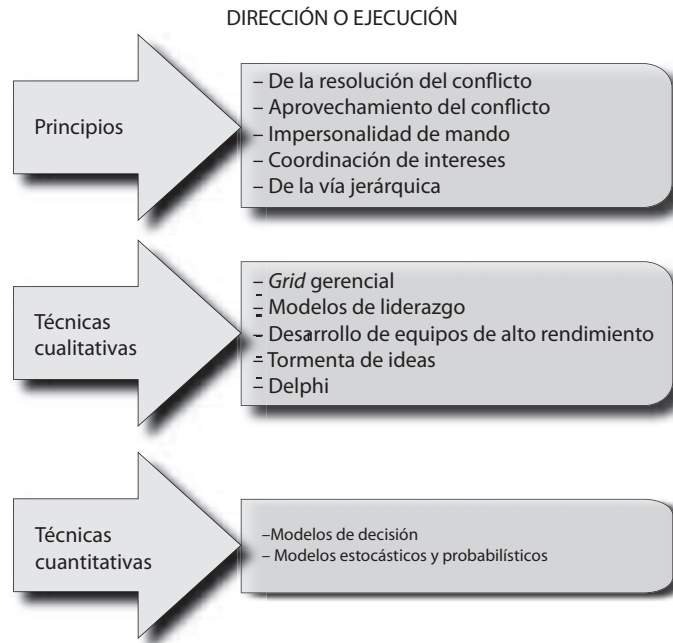 DIRECCIÓN O EJECUCIÓN
Principios
– De la resolución del conflicto
– Aprovechamiento del conflicto
– Impersonalidad de mando
– Coordinación de intereses
– De la vía jerárquica
Técnicas
cualitativas
– Grid gerencial
– Modelos de liderazgo
– Desarrollo de equipos de alto rendimiento
– Tormenta de ideas
– Delphi
Técnicas
cuantitativas
–Modelos de decisión
– Modelos estocásticos y probabilísticos